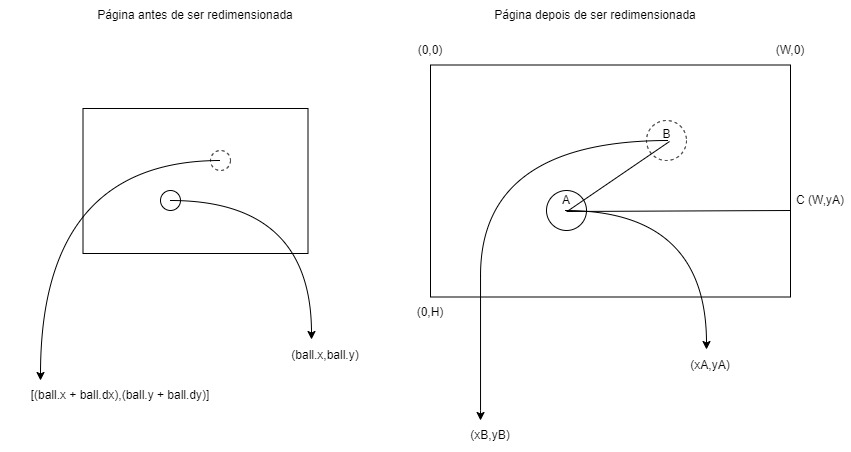 Página antes de ser redimensionada
Página depois de ser redimensionada
(0,0)
(W,0)
B
A
C (W,yA)
(0,H)
(ball.x,ball.y)
(xA,yA)
[(ball.x + ball.dx),(ball.y + ball.dy)]
(xB,yB)